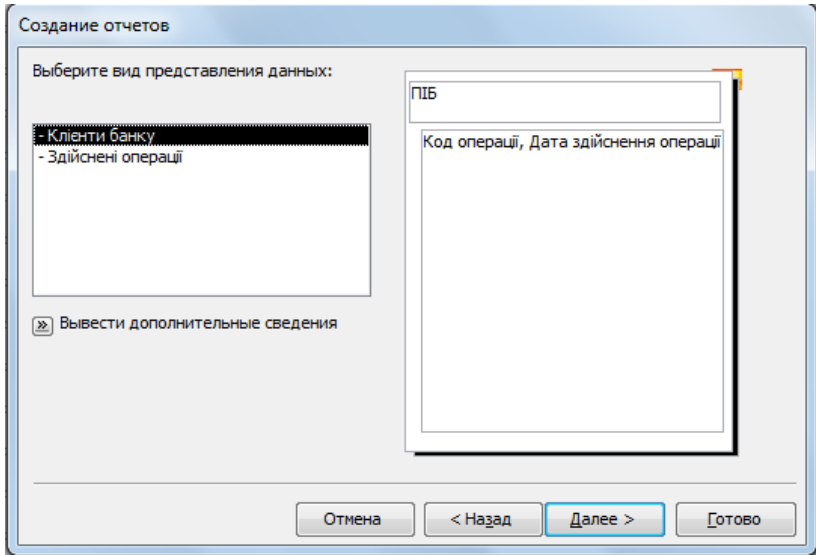 Создание отчетов
Выберите вид представления данных:
- Клієнти банку
- Здійснені операції
Вывести дополнительные сведения
ПІБ
Код операції, Дата здійснення операції
Отмена
< Назад
Далее >
Готово